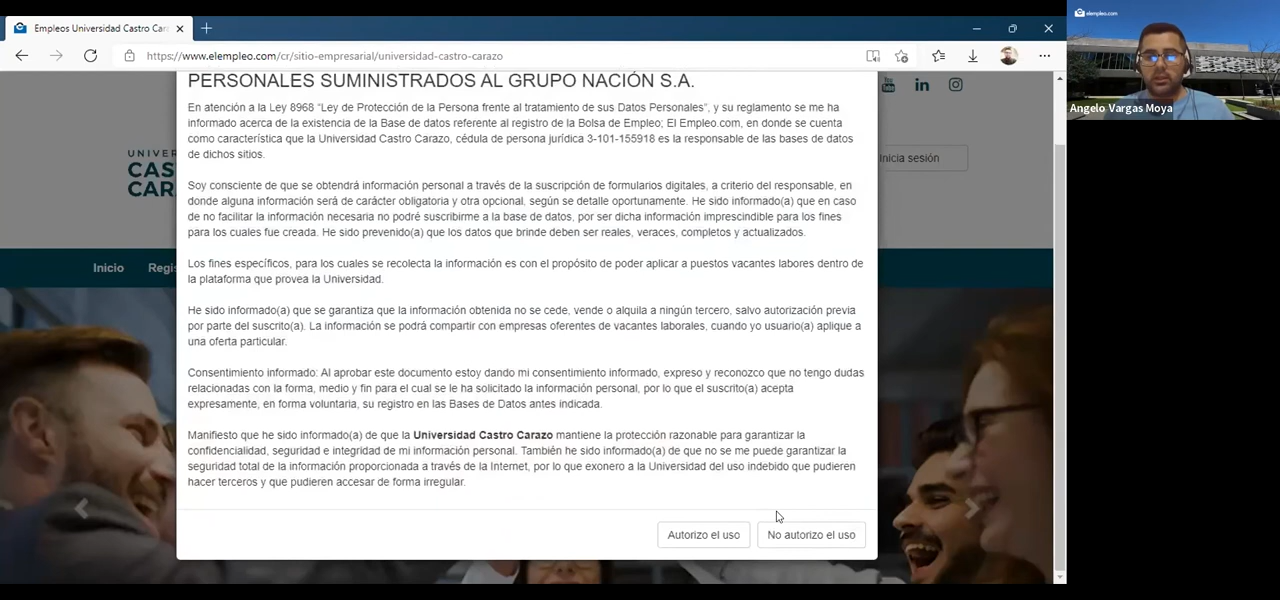 Empleos Universidad Castro Cara
https://www.elempleo.com/cr/sitio-empresarial/universidad-castro-carazo
elempleo.com
Angelo Vargas Moya
PERSONALES SUMINISTRADOS AL GRUPO NACIÓN S.A.
En atención a la Ley 8968 “Ley de Protección de la Persona frente al tratamiento de sus Datos Personales”, y su reglamento se me ha
informado acerca de la existencia de la Base de Datos referente al registro de la Bolsa de Empleo; El Empleo.com, en donde se cuenta
como característica que la Universidad Castro Carazo, cédula de persona jurídica 3-101-155918 es la responsable de las bases de datos
de dichos sitios.
You
Tube
in
UNIVER
CAS
CARA
Inicia sesión
Soy consciente de que se obtendrá información personal a través de la suscripción de formularios digitales, a criterio del responsable, en
donde alguna información será de carácter obligatoria y otra opcional, según se detalle oportunamente. He sido informado(a) que en caso
de no facilitar la información necesaria no podré suscribirme a la base de datos, por ser dicha información imprescindible para los fines
para los cuales fue creada. He sido prevenido(a) que los datos que brinde deben ser reales, veraces, completos y actualizados.
Inicio Regis
Los fines específicos, para los cuales se recolecta la información es con el propósito de poder aplicar a puestos vacantes labores dentro de
la plataforma que provea la Universidad.
He sido informado(a) que se garantiza que la información obtenida no se cede, vende o alquila a ningún tercero, salvo autorización previa
por parte del suscrito(a). La información se podrá compartir con empresas oferentes de vacantes laborales, cuando yo usuario(a) aplique a
una oferta particular.
Consentimiento informado: Al aprobar este documento estoy dando mi consentimiento informado, expreso y reconozco que no tengo dudas
relacionadas con la forma, medio y fin para el cual se le ha solicitado la información personal, por lo que el suscrito(a) acepta
expresamente, en forma voluntaria, su registro en las Bases de Datos antes indicada.
Manifiesto que he sido informado(a) de que la Universidad Castro Carazo mantiene la protección razonable para garantizar la
confidencialidad, seguridad e integridad de mi información personal. También he sido informado(a) de que no se me puede garantizar la
seguridad total de la información proporcionada a través de la Internet, por lo que exonero a la Universidad del uso indebido que pudieren
hacer terceros y que pudieren accesar de forma irregular.
Autorizo el uso
No autorizo el uso